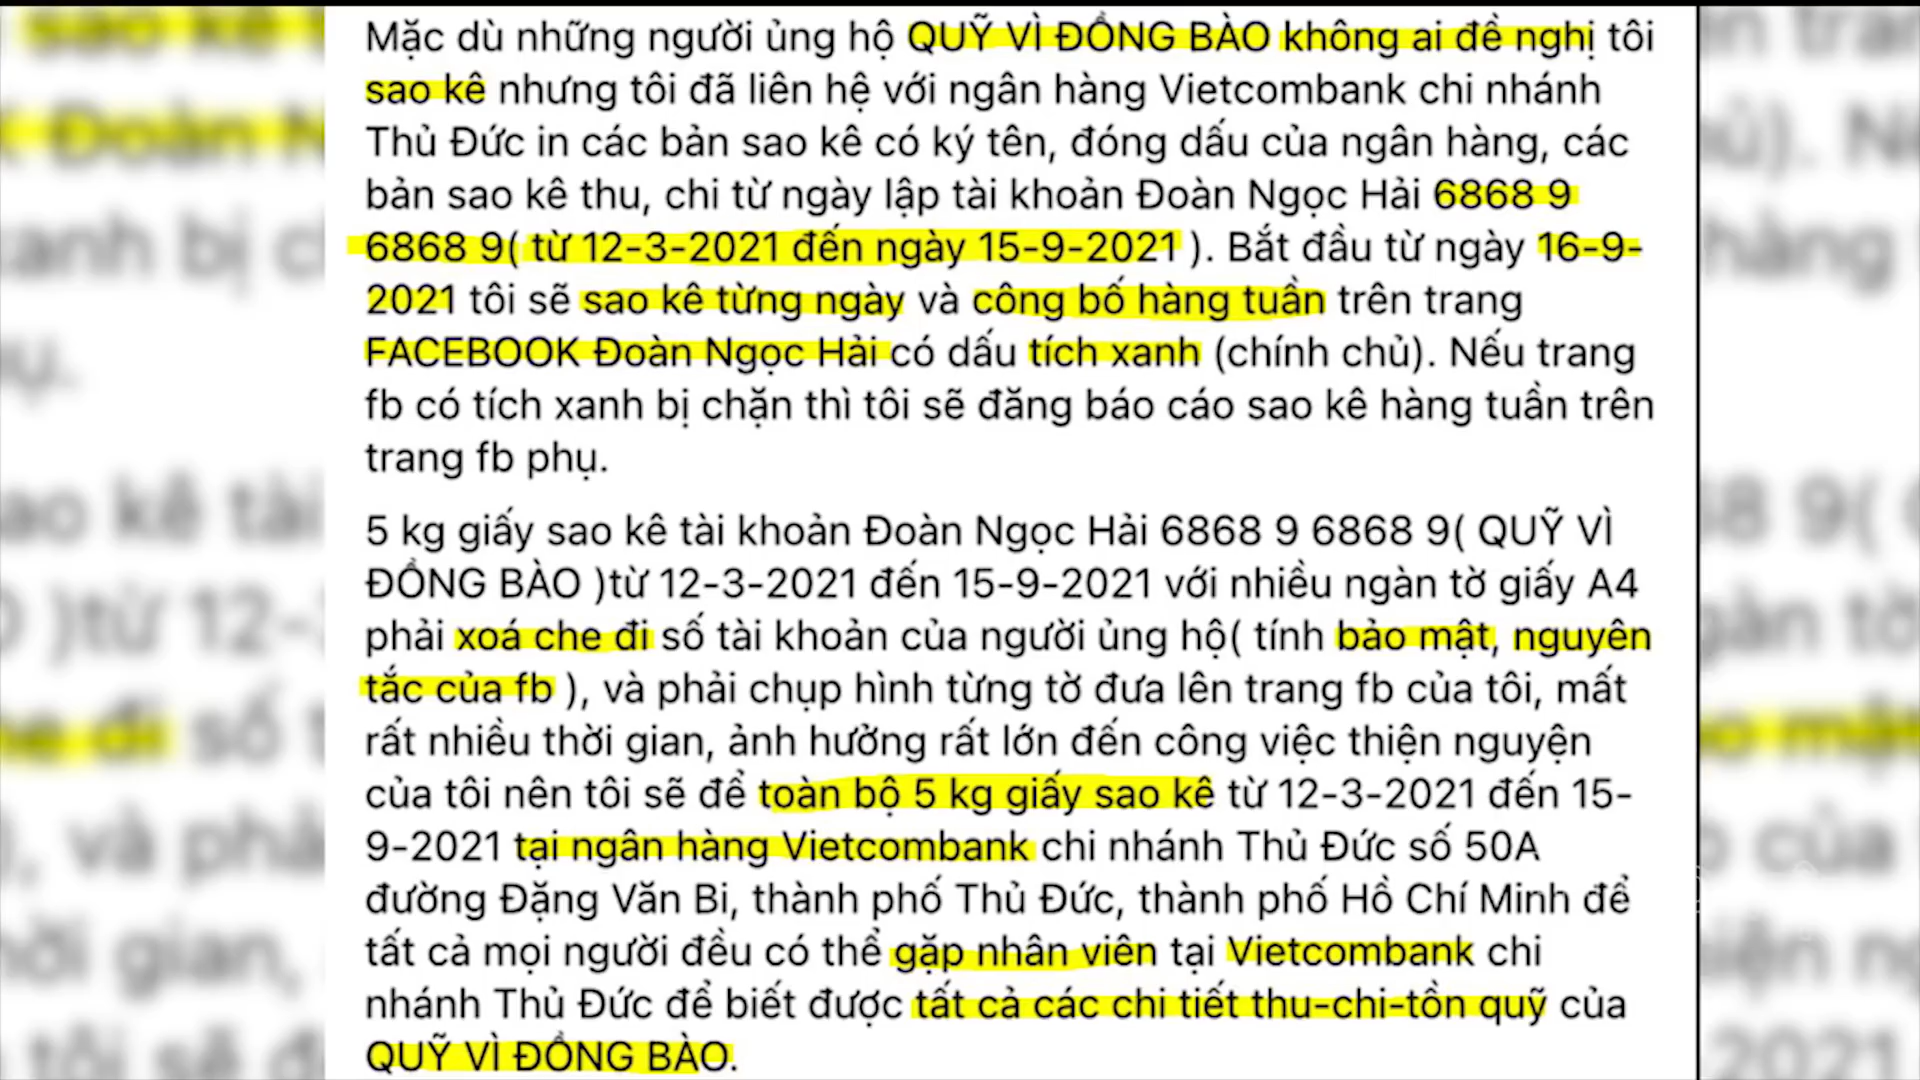 Mặc dù những người ủng hộ QUỸ VÌ ĐỒNG BÀO không ai đề nghị tôi
sao kê nhưng tôi đã liên hệ với ngân hàng Vietcombank chi nhánh
Thủ Đức in các bản sao kê có ký tên, đóng dấu của ngân hàng, các
bản sao kê thu, chi từ ngày lập tài khoản Đoàn Ngọc Hải 6868 9
6868 9( từ 12-3-2021 đến ngày 15-9-2021 ). Bắt đầu từ ngày 16-9-
2021 tôi sẽ sao kê từng ngày và công bố hàng tuần trên trang
FACEBOOK Đoàn Ngọc Hải có dấu tích xanh (chính chủ). Nếu trang
fb có tích xanh bị chặn thì tôi sẽ đăng báo cáo sao kê hàng tuần trên
trang fb phụ.
5 kg giấy sao kê tài khoản Đoàn Ngọc Hải 6868 9 6868 9( QUỸ VÌ
ĐỒNG BÀO )từ 12-3-2021 đến 15-9-2021 với nhiều ngàn tờ giấy A4
phải xoá che đi số tài khoản của người ủng hộ( tính bảo mật, nguyên
tắc của fb ), và phải chụp hình từng tờ đưa lên trang fb của tôi, mất
rất nhiều thời gian, ảnh hưởng rất lớn đến công việc thiện nguyện
của tôi nên tôi sẽ để toàn bộ 5 kg giấy sao kê từ 12-3-2021 đến 15-
9-2021 tại ngân hàng Vietcombank chi nhánh Thủ Đức số 50A
đường Đặng Văn Bi, thành phố Thủ Đức, thành phố Hồ Chí Minh để
tất cả mọi người đều có thể gặp nhân viên tại Vietcombank chi
nhánh Thủ Đức để biết được tất cả các chi tiết thu-chi-tồn quỹ của
QUỸ VÌ ĐỒNG BÀO.